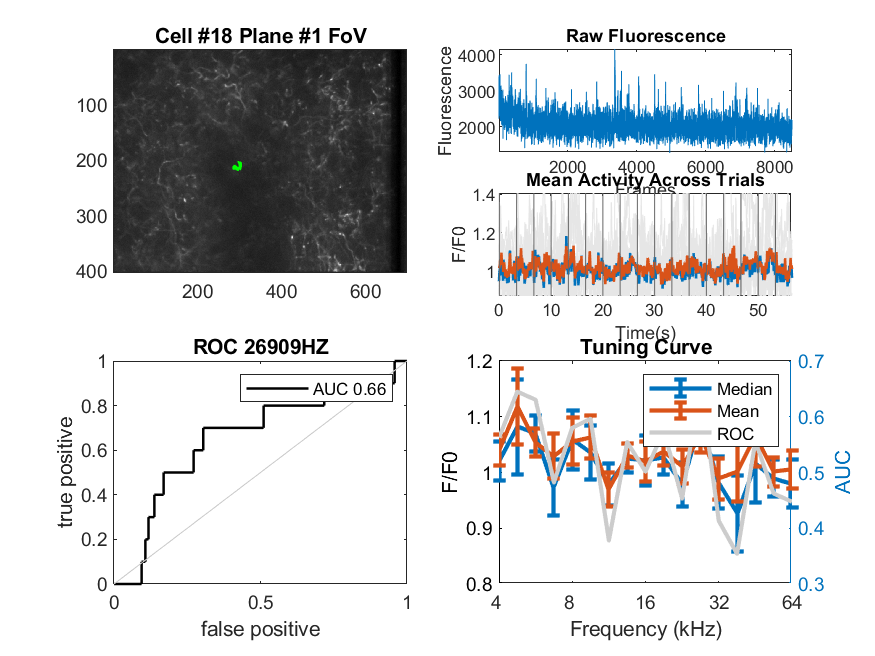 Cell #18 Plane #1 FoV
100
200
300
400
200
400
600
Raw Fluorescence
Fluorescence
4000
3000
2000
2000
4000
6000
8000
Frames
Mean Activity Across Trials
F/F0
1.4
1.2
1
0
10
20
30
40
50
Time(s)
ROC 26909HZ
true positive
1
0.8
0.6
0.4
0.2
0
AUC 0.66
0
0.5
1
false positive
Tuning Curve
F/F0
1.2
1.1
1
0.9
0.8
Median
Mean
ROC
0.7
0.6
0.5
0.4
0.3
AUC
4
8
16
32
64
Frequency (kHz)